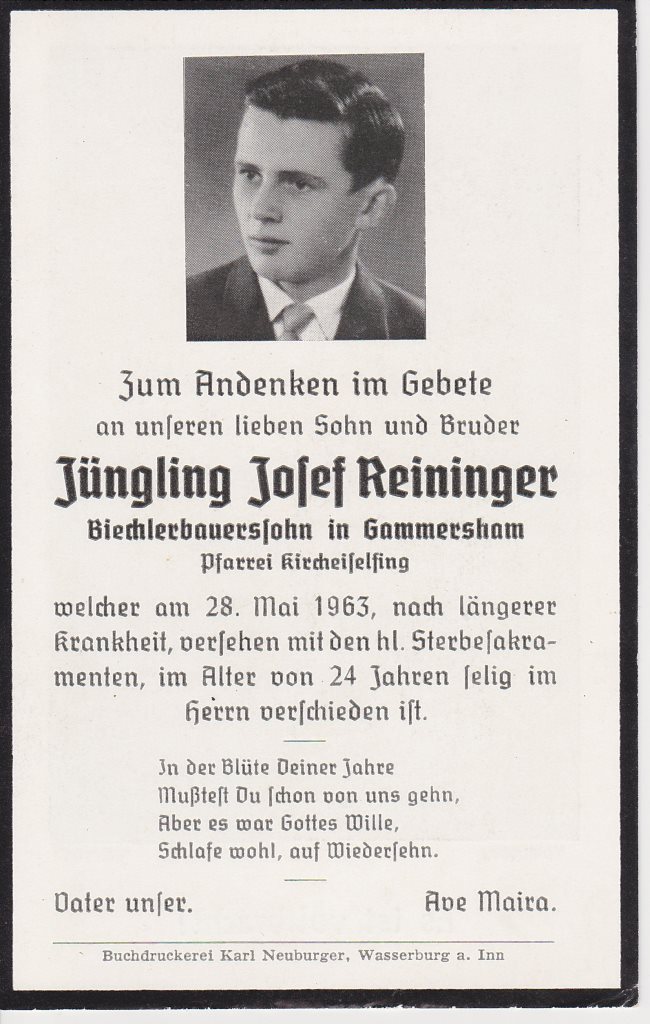 Zum Andenken im Gebete
an unseren lieben Sohn und Bruder
Jüngling Josef Reininger
Biechlerbauerssohn in Gammersham
Pfarrei Kircheiselfing
welcher am 28. Mai 1963, nach längerer
Krankheit, versehen mit den hl. Sterbesakra-
menten, im Alter von 24 Jahren selig im
Herrn verschieden ist.
In der Blüte Deiner Jahre
Mußtest Du schon von uns gehn,
Aber es war Gottes Wille,
Schlafe wohl, auf Wiedersehn.
Vater unser. Ave Maira.
Buchdruckerei Karl Neuburger, Wasserburg a. Inn